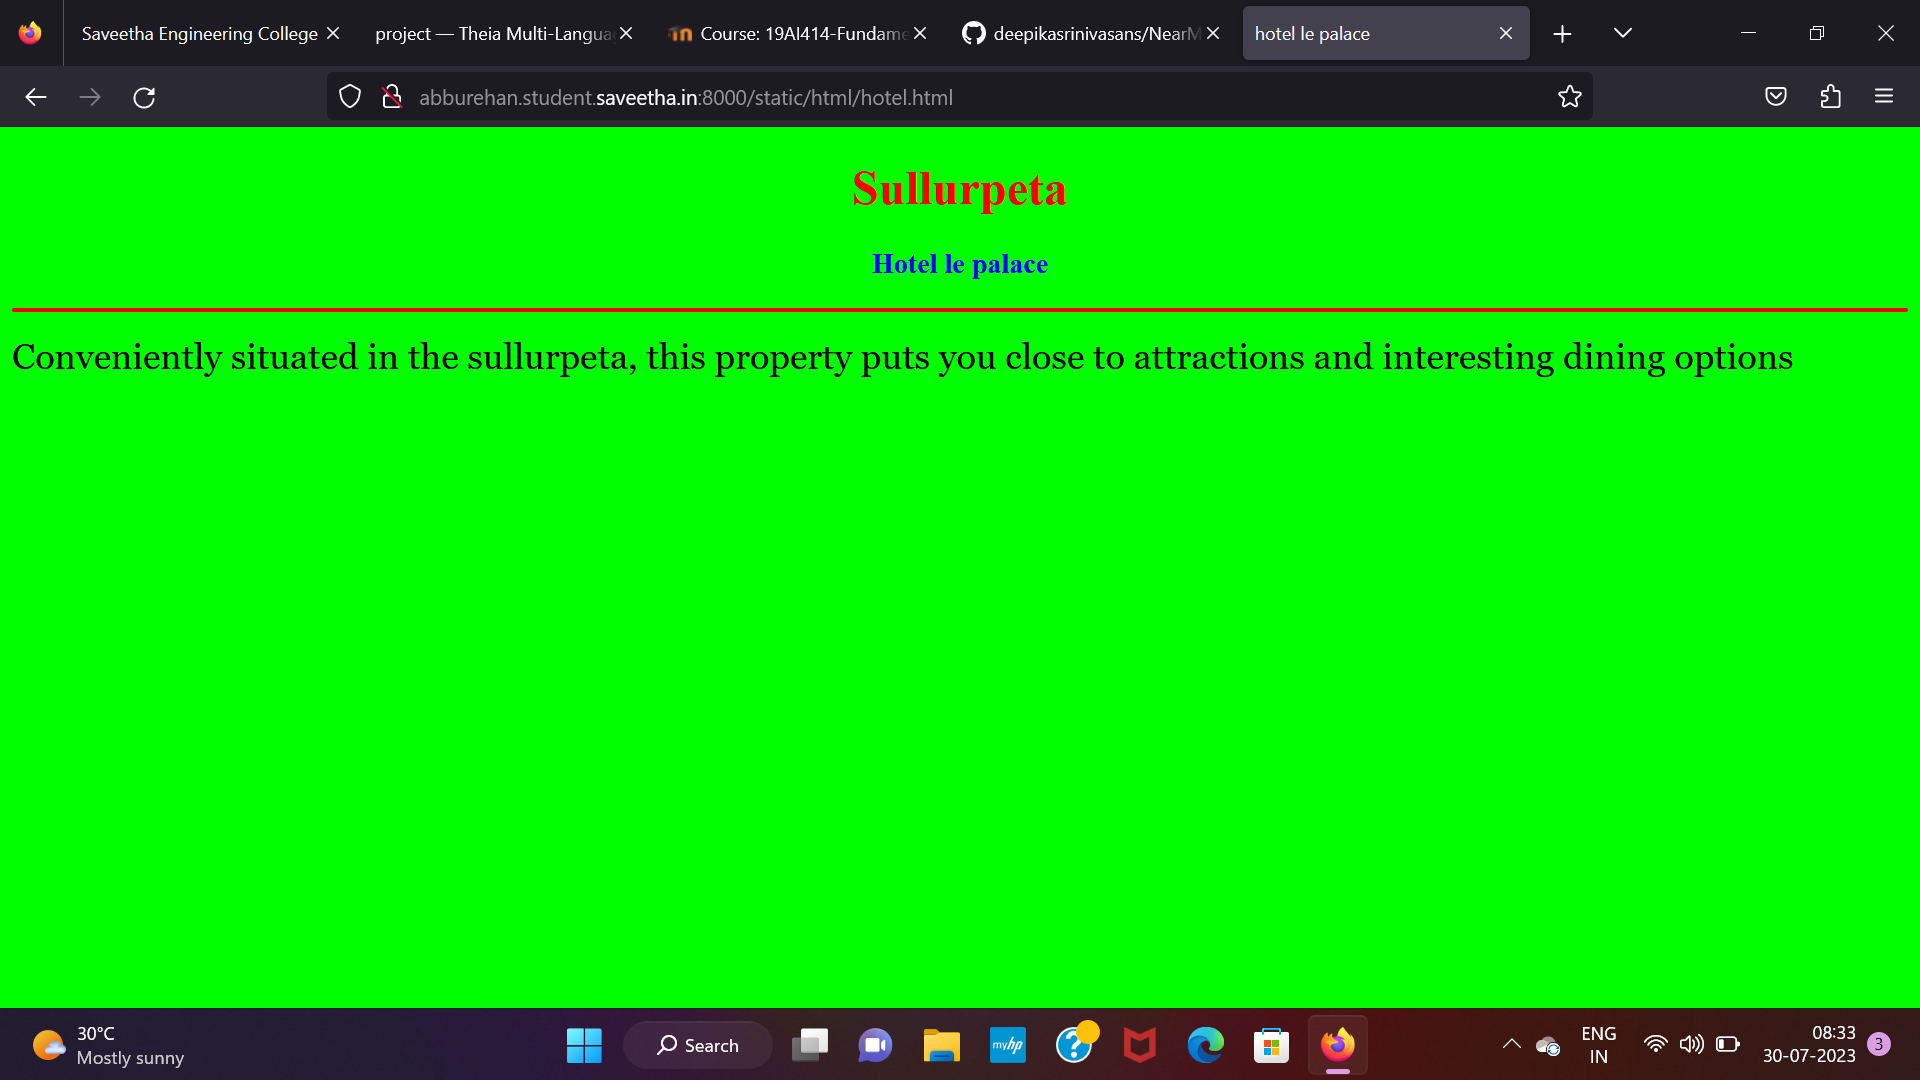 Saveetha Engineering College
project — Theia Multi-Langua
Course: 19AI414-Fundame
deepikasrinivasans/NearM
hotel le palace
abburehan.student.saveetha.in:8000/static/html/hotel.html
Sullurpeta
Hotel le palace
Conveniently situated in the sullurpeta, this property puts you close to attractions and interesting dining options
30°C
Mostly sunny
Search
myhp
ENG
IN
08:33
30-07-2023
3